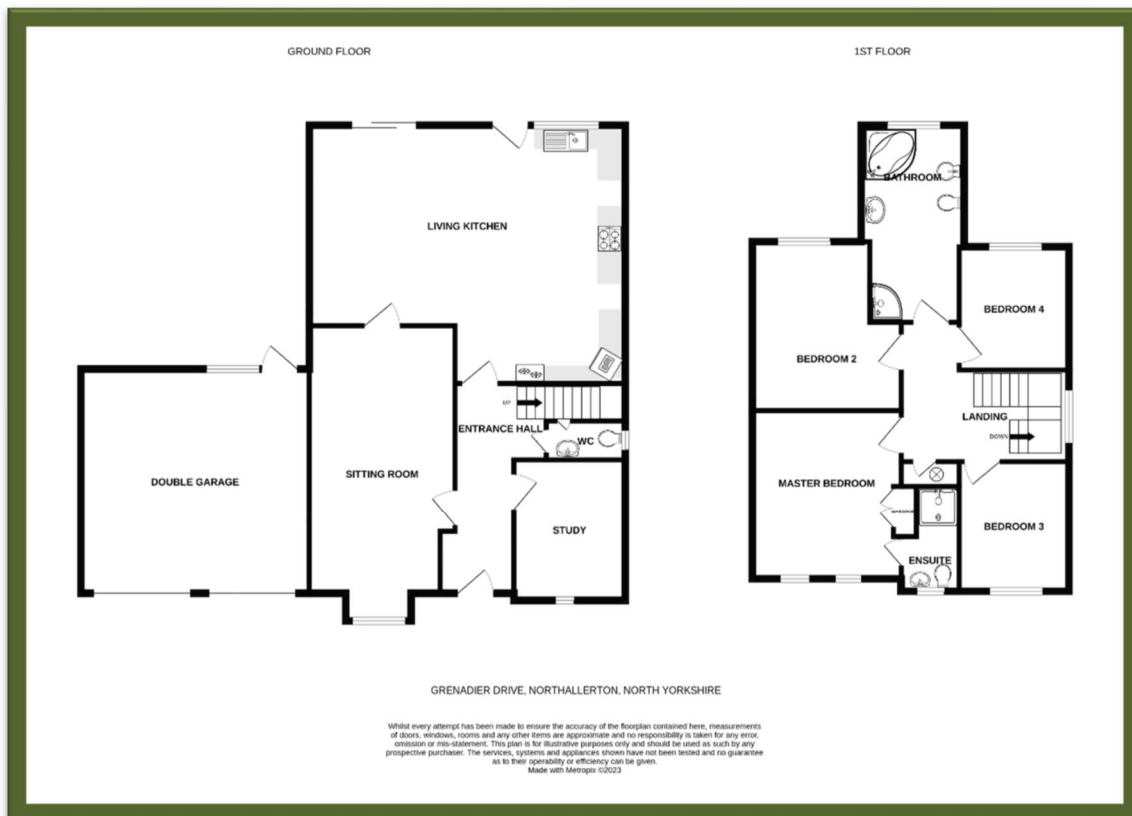 GROUND FLOOR
1ST FLOOR
LIVING KITCHEN
BATHROOM
BEDROOM 4
BEDROOM 2
UP
ENTRANCE HALL
WC
LANDING
DOWN
DOUBLE GARAGE
SITTING ROOM
STUDY
MASTER BEDROOM
BEDROOM 3
ENSUITE
GRENADIER DRIVE, NORTHALLERTON, NORTH YORKSHIRE
Whilst every attempt has been made to ensure the accuracy of the floorplan contained here, measurements
of doors, windows, rooms and any other items are approximate and no responsibility is taken for any error,
omission or mis-statement. This plan is for illustrative purposes only and should be used as such by any
prospective purchaser. The services, systems and appliances shown have not been tested and no guarantee
as to their operability or efficiency can be given.
Made with Metropix ©2023